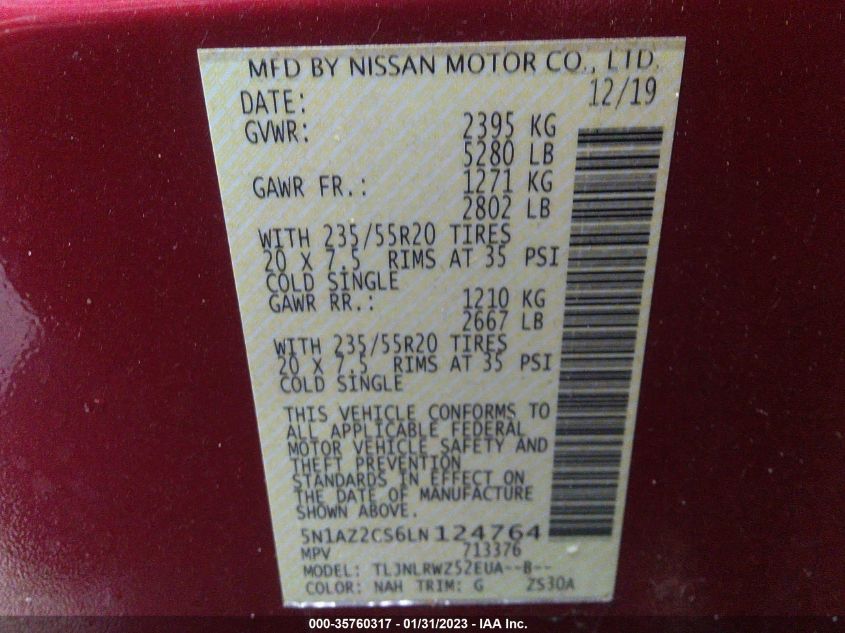 MFD BY NISSAN MOTOR CO., LTD.
DATE: 12/19
GVWR: 2395 KG
5280 LB
GAWR FR.: 1271 KG
2802 LB
WITH 235/55R20 TIRES
20 X 7.5 RIMS AT 35 PSI
COLD SINGLE
GAWR RR.: 1210 KG
2667 LB
WITH 235/55R20 TIRES
20 X 7.5 RIMS AT 35 PSI
COLD SINGLE
THIS VEHICLE CONFORMS TO
ALL APPLICABLE FEDERAL
MOTOR VEHICLE SAFETY AND
THEFT PREVENTION
STANDARDS IN EFFECT ON
THE DATE OF MANUFACTURE
SHOWN ABOVE.
5N1AZ2CS6LN124764
MPV 713376
MODEL: TLJNLRWZ52EUA--B--
COLOR: NAH TRIM: G ZS30A
000-35760317 - 01/31/2023 - IAA Inc.